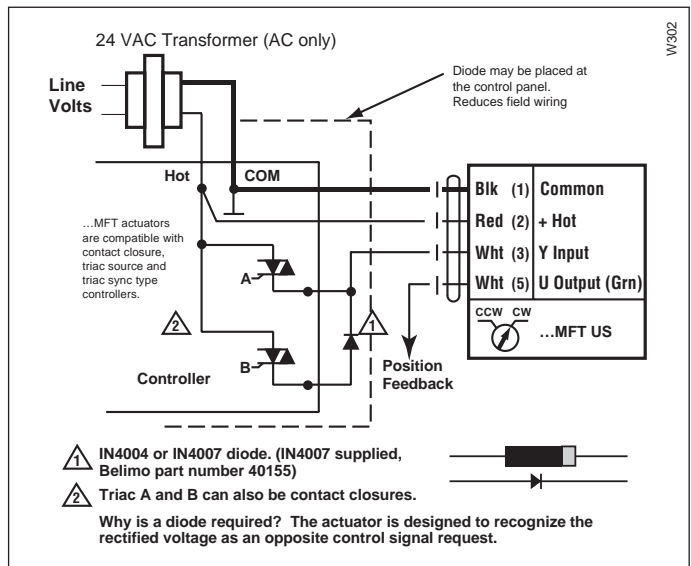 W302
24 VAC Transformer (AC only)
Line
Volts
Diode may be placed at
the control panel.
Reduces field wiring
Hot
COM
Blk (1) Common
Red (2) + Hot
Wht (3) Y Input
Wht (5) U Output (Grn)
CCW CW
...MFT US
…MFT actuators
are compatible with
contact closure,
triac source and
triac sync type
controllers.
A
2
1
B
Controller
Position
Feedback
1 IN4004 or IN4007 diode. (IN4007 supplied,
Belimo part number 40155)
2 Triac A and B can also be contact closures.
Why is a diode required? The actuator is designed to recognize the
rectified voltage as an opposite control signal request.